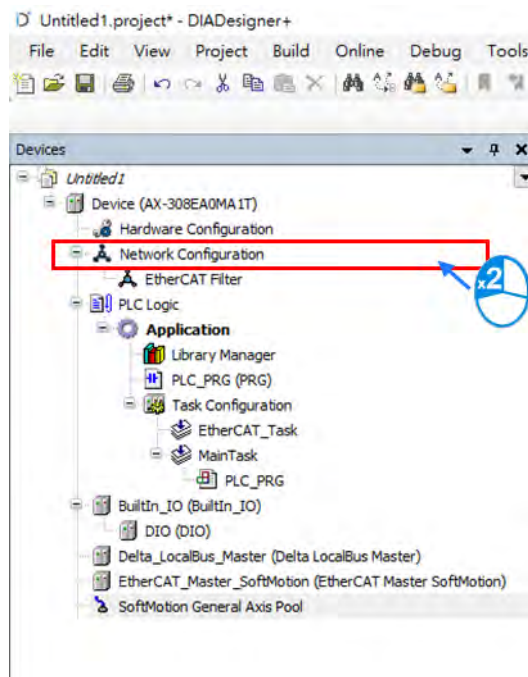 Untitled1.project* - DIADesigner+
File Edit View Project Build Online Debug Tools
Devices
Untitled1
Device (AX-308EA0MA1T)
Hardware Configuration
Network Configuration
x2
EtherCAT Filter
PLC Logic
Application
Library Manager
PLC_PRG (PRG)
Task Configuration
EtherCAT_Task
MainTask
PLC_PRG
BuiltIn_IO (BuiltIn_IO)
DIO (DIO)
Delta_LocalBus_Master (Delta LocalBus Master)
EtherCAT_Master_SoftMotion (EtherCAT Master SoftMotion)
SoftMotion General Axis Pool